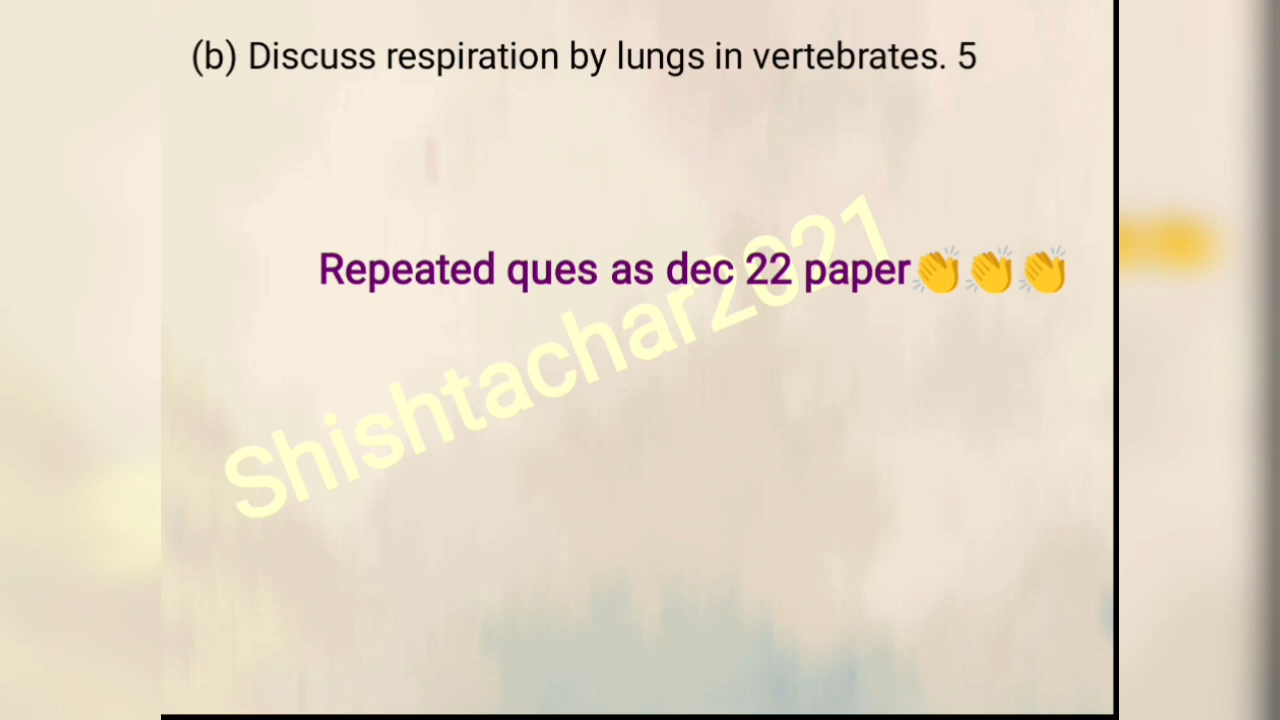 (b) Discuss respiration by lungs in vertebrates. 5
Repeated ques as dec 22 paper👏👏👏
Shishtachar2021